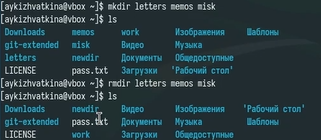 [aykizhvatkina@vbox ~]$ mkdir letters memos misk
[aykizhvatkina@vbox ~]$ ls
Downloads memos work Изображения Шаблоны
git-extended misk Видео Музыка
letters newdir Документы Общедоступные
LICENSE pass.txt Загрузки 'Рабочий стол'
[aykizhvatkina@vbox ~]$ rmdir letters memos misk
[aykizhvatkina@vbox ~]$ ls
Downloads newdir Видео Изображения 'Рабочий стол'
git-extended pass.txt Документы Музыка Шаблоны
LICENSE work Загрузки Общедоступные